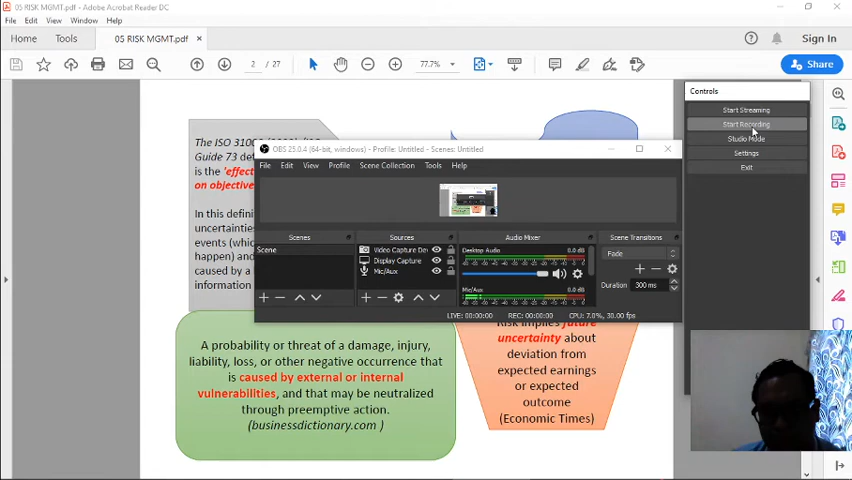 05 RISK MGMT.pdf - Adobe Acrobat Reader DC
File Edit View Window Help
Home Tools 05 RISK MGMT.pdf × Sign In
2 / 27 77.7% Share
Controls
Start Streaming
Start Recording
Studio Mode
Settings
Exit
The ISO 31000
Guide 73
is the 'effect
on objectiv
In this definiti
uncertainties
events (whic
happen) and
caused by a
information
OBS 25.0.4 (64-bit, windows) - Profile: Untitled - Scenes: Untitled
File Edit View Profile Scene Collection Tools Help
Scenes Sources Audio Mixer Scene Transitions
Scene
Video Capture Dev
Display Capture
Mic/Aux
Desktop Audio 0.0 dB
Mic/Aux 0.0 dB
Fade
Duration 300 ms
LIVE: 00:00:00 REC: 00:00:00 CPU: 7.0%, 30.00 fps
A probability or threat of a damage, injury,
liability, loss, or other negative occurrence that
is caused by external or internal
vulnerabilities, and that may be neutralized
through preemptive action.
(businessdictionary.com )
Risk implies future
uncertainty about
deviation from
expected earnings
or expected
outcome
(Economic Times)